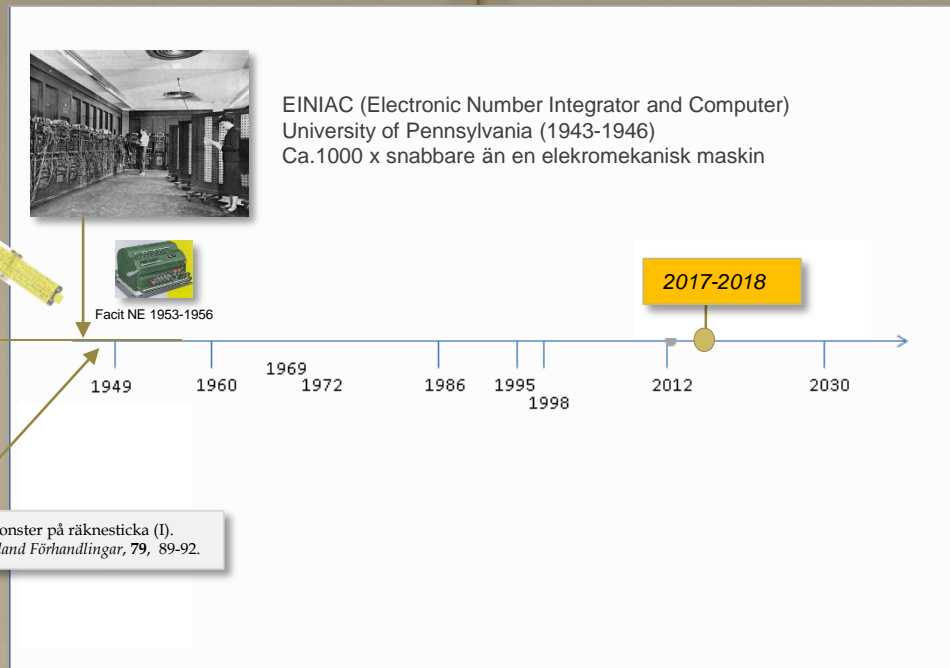 EINIAC (Electronic Number Integrator and Computer)
University of Pennsylvania (1943-1946)
Ca.1000 x snabbare än en elekromekanisk maskin
2017-2018
Facit NE 1953-1956
1949
1960
1969
1972
1986
1995
1998
2012
2030
onster på räknesticka (I).
land Förhandlingar, 79, 89-92.